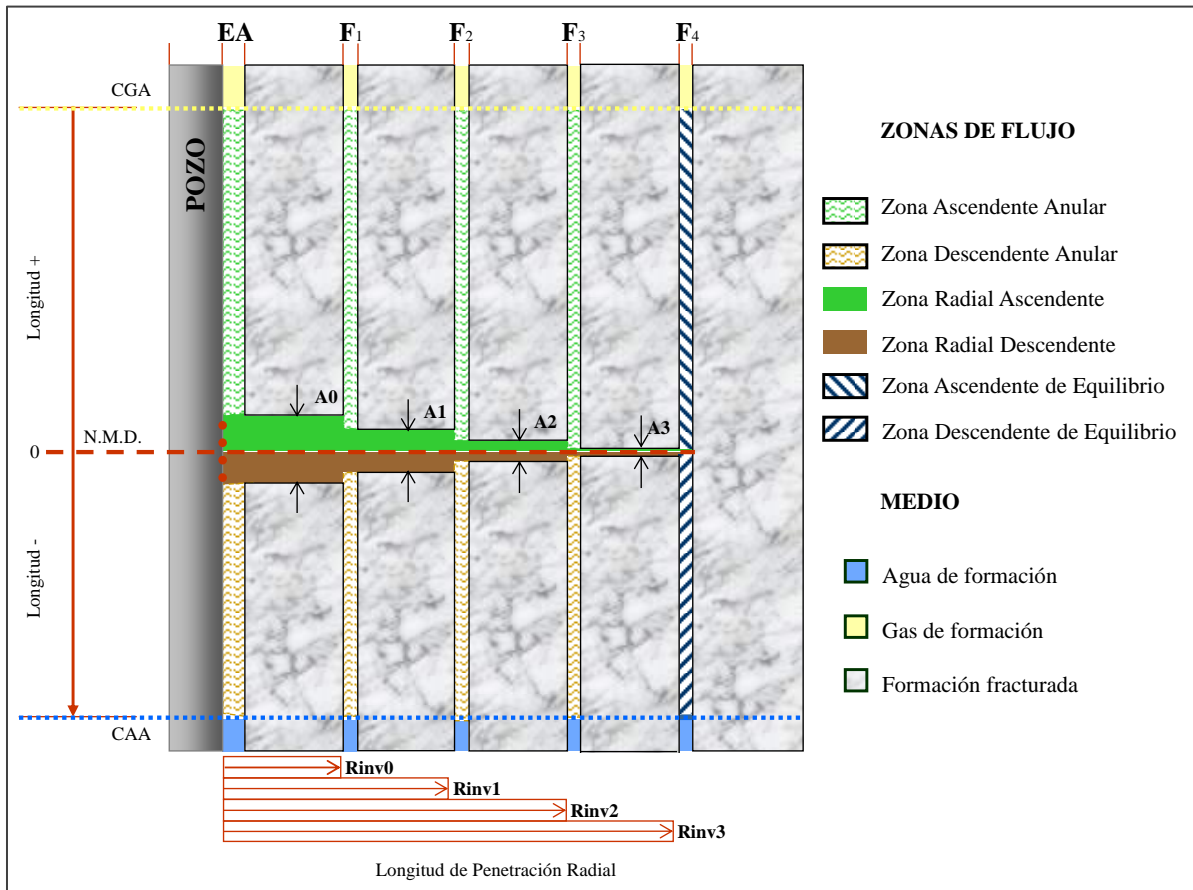 EA F1 F2 F3 F4
CGA
POZO
Longitud +
A0
A1
A2
A3
N.M.D.
0
Longitud -
CAA
Rinv0
Rinv1
Rinv2
Rinv3
Longitud de Penetración Radial
ZONAS DE FLUJO
Zona Ascendente Anular
Zona Descendente Anular
Zona Radial Ascendente
Zona Radial Descendente
Zona Ascendente de Equilibrio
Zona Descendente de Equilibrio
MEDIO
Agua de formación
Gas de formación
Formación fracturada